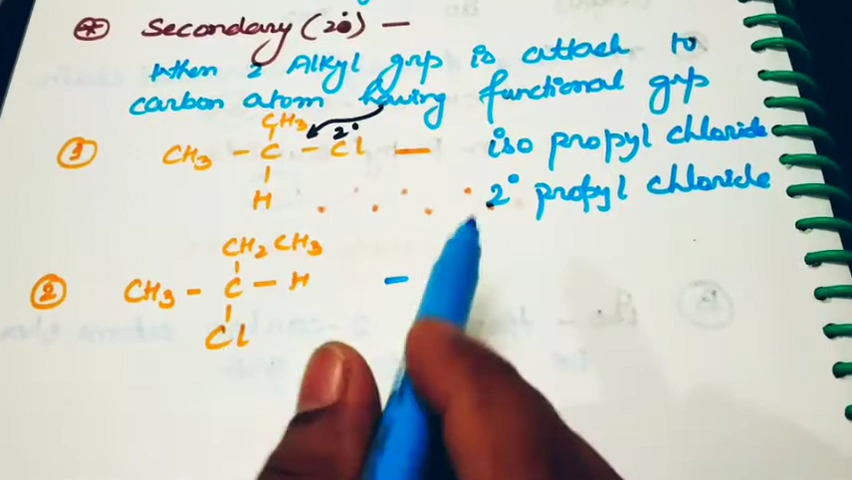 * Secondary (2°) —
When 2 Alkyl grp is attach to
carbon atom having functional grp
CH₃
1 CH₃ - C - Cl — iso propyl chloride
2°
H 2° propyl chloride
CH₂ CH₃
2 CH₃ - C - H -
Cl